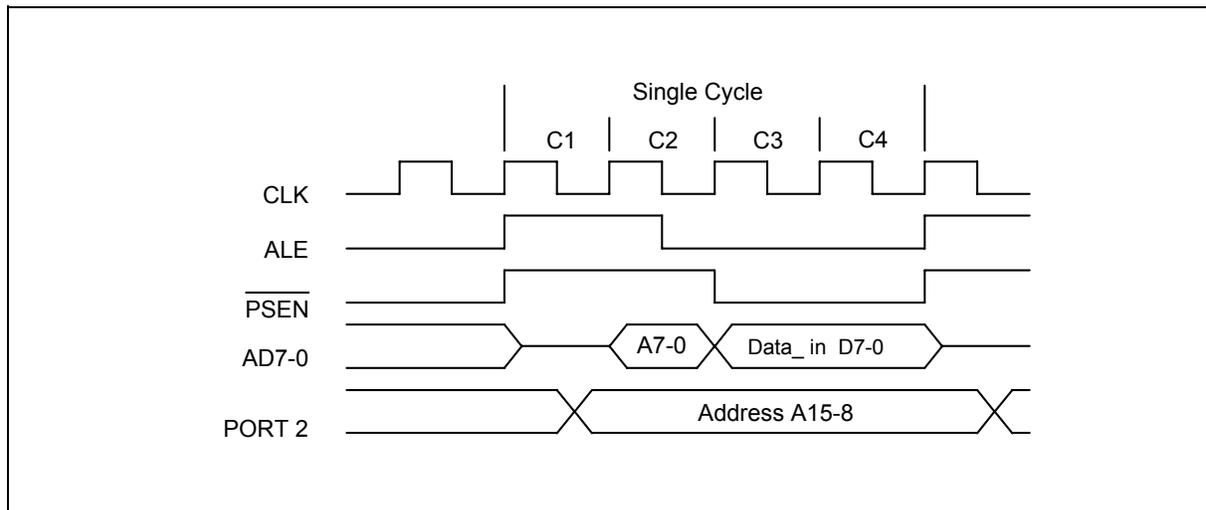 Single Cycle
C1 C2 C3 C4
CLK
ALE
PSEN
AD7-0 A7-0 Data_ in D7-0
PORT 2 Address A15-8